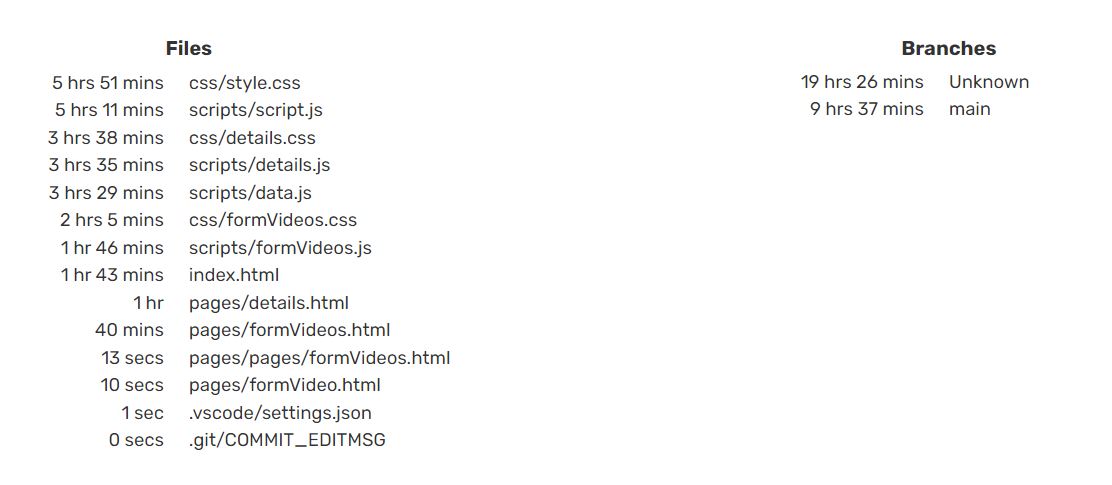 Files
5 hrs 51 mins css/style.css
5 hrs 11 mins scripts/script.js
3 hrs 38 mins css/details.css
3 hrs 35 mins scripts/details.js
3 hrs 29 mins scripts/data.js
2 hrs 5 mins css/formVideos.css
1 hr 46 mins scripts/formVideos.js
1 hr 43 mins index.html
1 hr pages/details.html
40 mins pages/formVideos.html
13 secs pages/pages/formVideos.html
10 secs pages/formVideo.html
1 sec .vscode/settings.json
0 secs .git/COMMIT_EDITMSG
Branches
19 hrs 26 mins Unknown
9 hrs 37 mins main